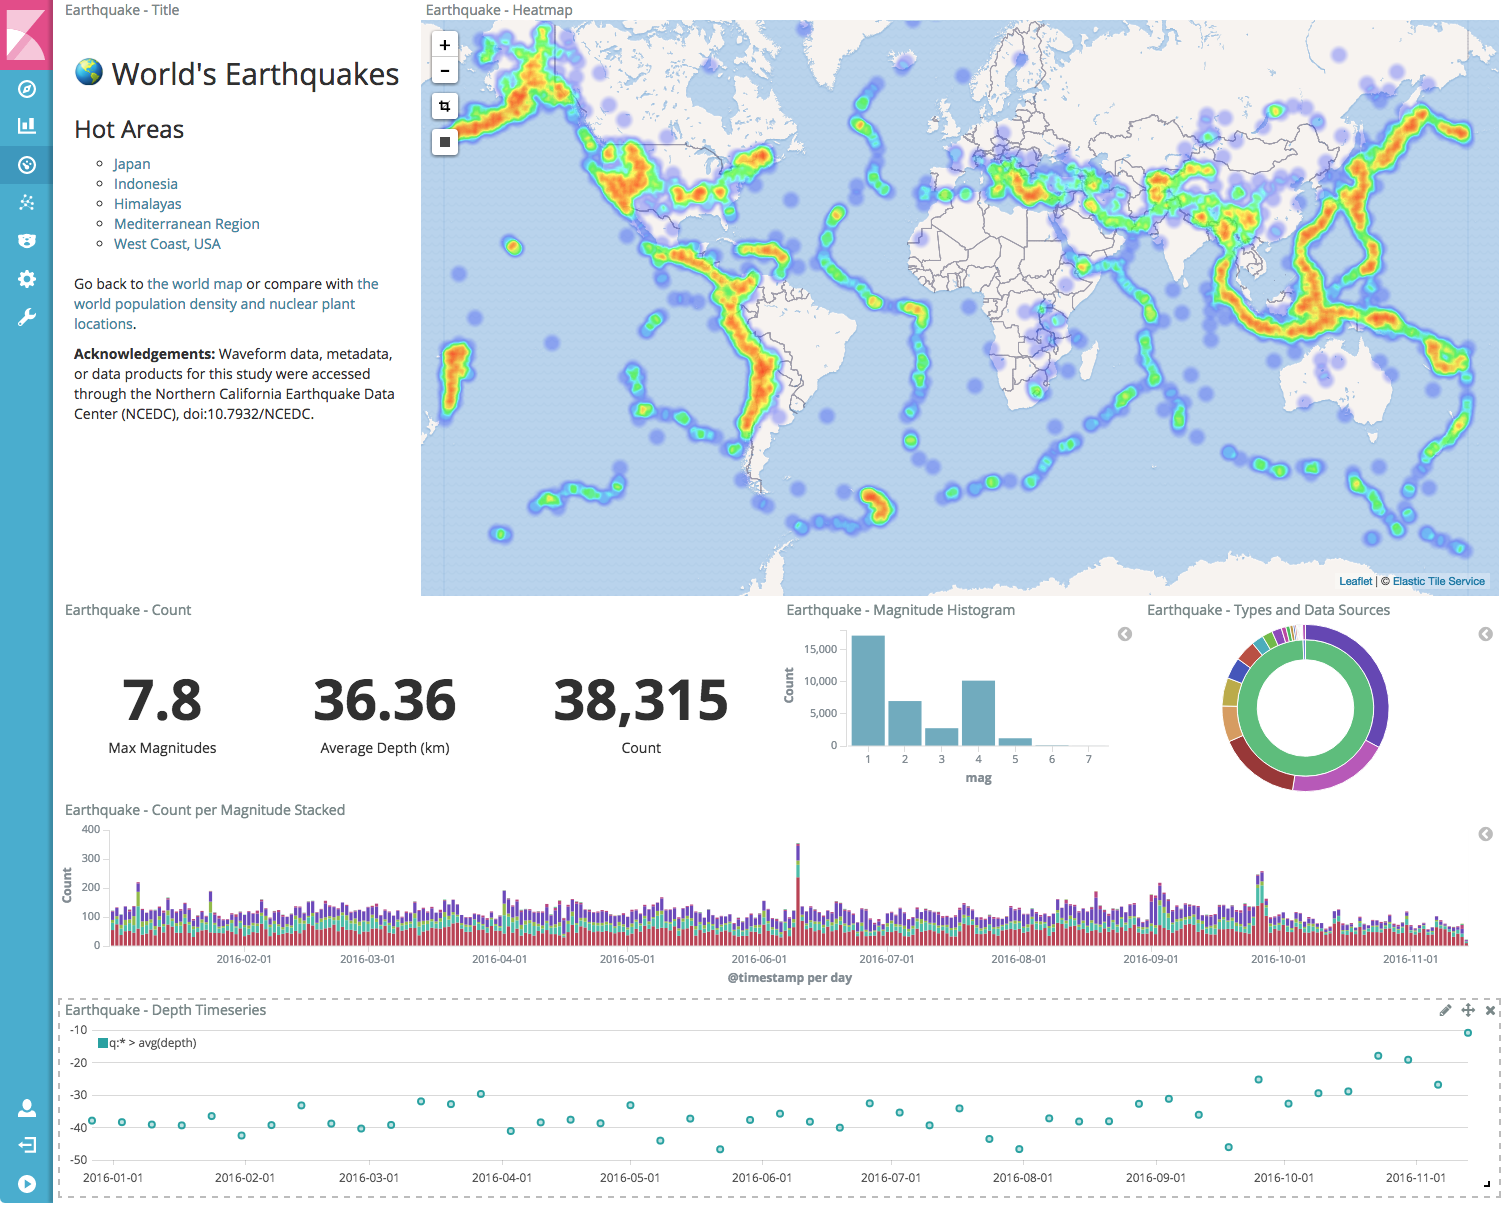 Earthquake - Title
World's Earthquakes
Hot Areas
Japan
Indonesia
Himalayas
Mediterranean Region
West Coast, USA
Go back to the world map or compare with the
world population density and nuclear plant
locations.
Acknowledgements: Waveform data, metadata,
or data products for this study were accessed
through the Northern California Earthquake Data
Center (NCEDC), doi:10.7932/NCEDC.
Earthquake - Heatmap
+
-
Leaflet | © Elastic Tile Service
Earthquake - Count
7.8
Max Magnitudes
36.36
Average Depth (km)
38,315
Count
Earthquake - Magnitude Histogram
Count
15,000
10,000
5,000
0
1 2 3 4 5 6 7
mag
Earthquake - Types and Data Sources
Earthquake - Count per Magnitude Stacked
Count
400
300
200
100
0
2016-02-01 2016-03-01 2016-04-01 2016-05-01 2016-06-01 2016-07-01 2016-08-01 2016-09-01 2016-10-01 2016-11-01
@timestamp per day
Earthquake - Depth Timeseries
q:* > avg(depth)
-10
-20
-30
-40
-50
2016-01-01 2016-02-01 2016-03-01 2016-04-01 2016-05-01 2016-06-01 2016-07-01 2016-08-01 2016-09-01 2016-10-01 2016-11-01